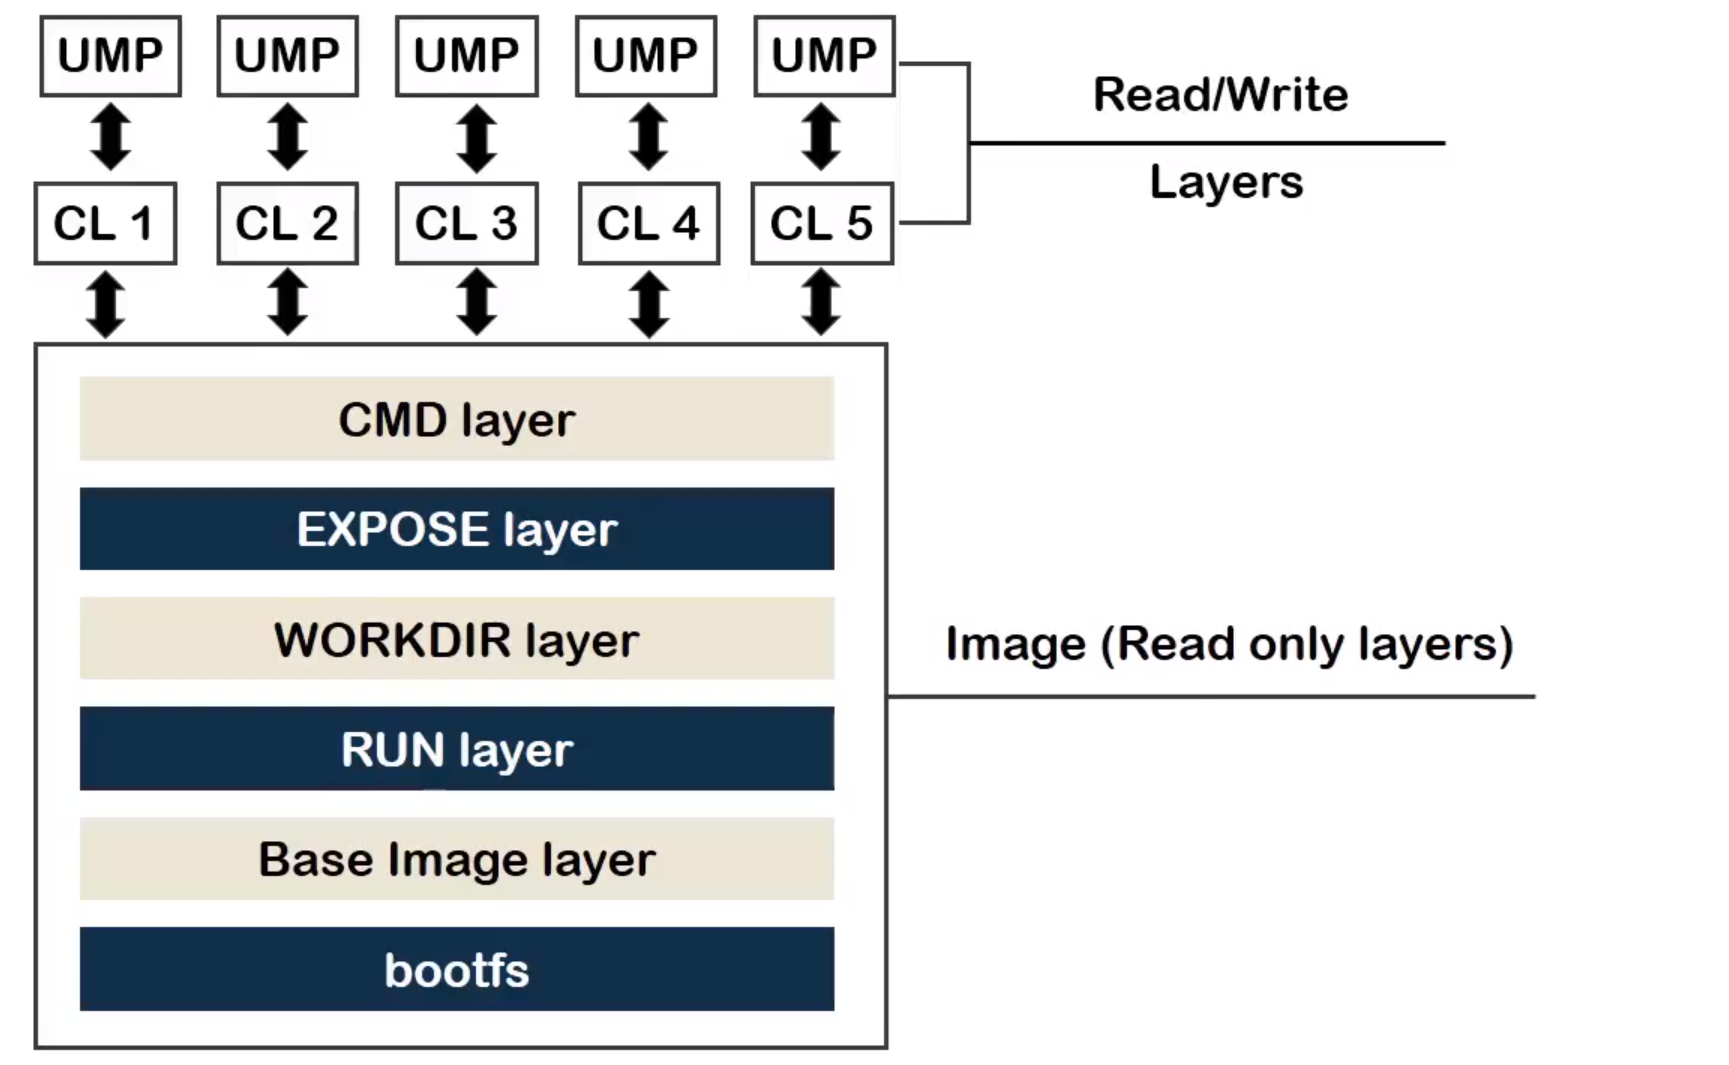 UMP UMP UMP UMP UMP
Read/Write
Layers
CL 1 CL 2 CL 3 CL 4 CL 5
CMD layer
EXPOSE layer
WORKDIR layer
Image (Read only layers)
RUN layer
Base Image layer
bootfs